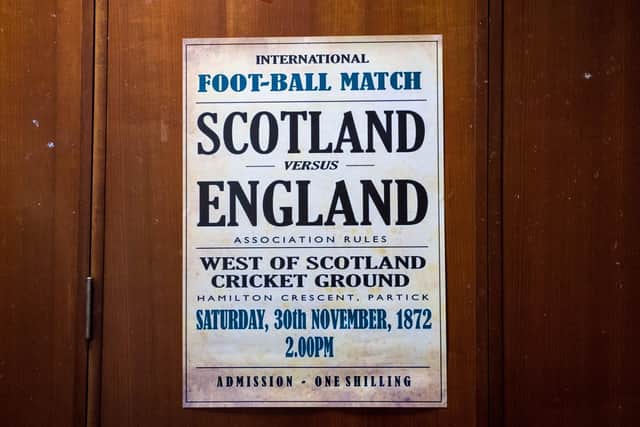 INTERNATIONAL
FOOT-BALL MATCH
SCOTLAND
VERSUS
ENGLAND
ASSOCIATION RULES
WEST OF SCOTLAND
CRICKET GROUND
HAMILTON CRESCENT, PARTICK
SATURDAY, 30th NOVEMBER, 1872
2.00PM
ADMISSION - ONE SHILLING